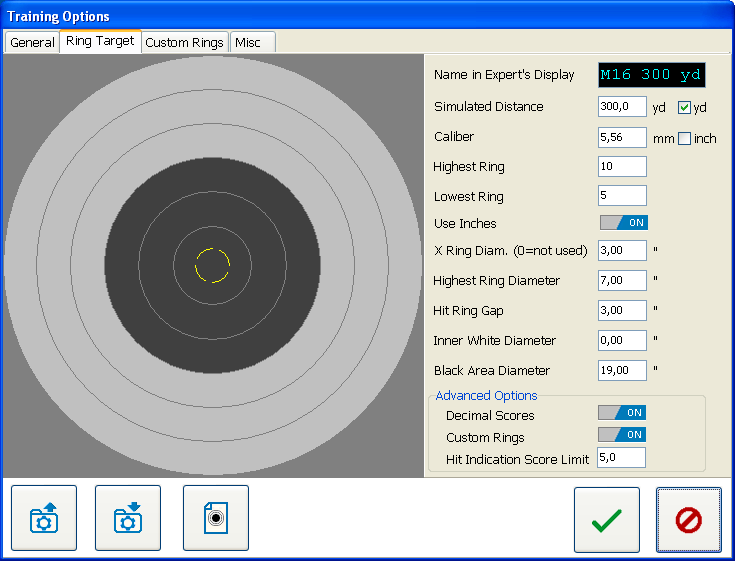 Training Options
General Ring Target Custom Rings Misc
Name in Expert's Display M16 300 yd
Simulated Distance 300,0 yd yd
Caliber 5,56 mm inch
Highest Ring 10
Lowest Ring 5
Use Inches ON
X Ring Diam. (0=not used) 3,00 "
Highest Ring Diameter 7,00 "
Hit Ring Gap 3,00 "
Inner White Diameter 0,00 "
Black Area Diameter 19,00 "
Advanced Options
Decimal Scores ON
Custom Rings ON
Hit Indication Score Limit 5,0